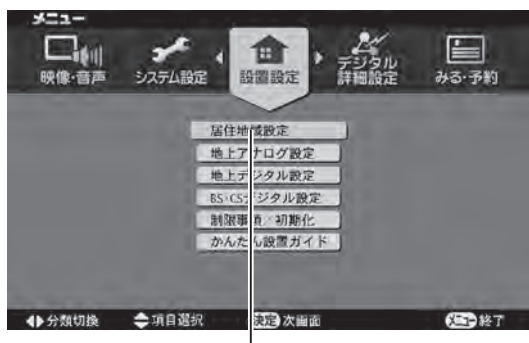 メニュー
映像・音声 システム設定 設置設定 デジタル詳細設定 みる・予約
居住地域設定
地上アナログ設定
地上デジタル設定
BS・CSデジタル設定
制限事項/初期化
かんたん設置ガイド
分類切換 項目選択 決定 次画面 メニュー 終了